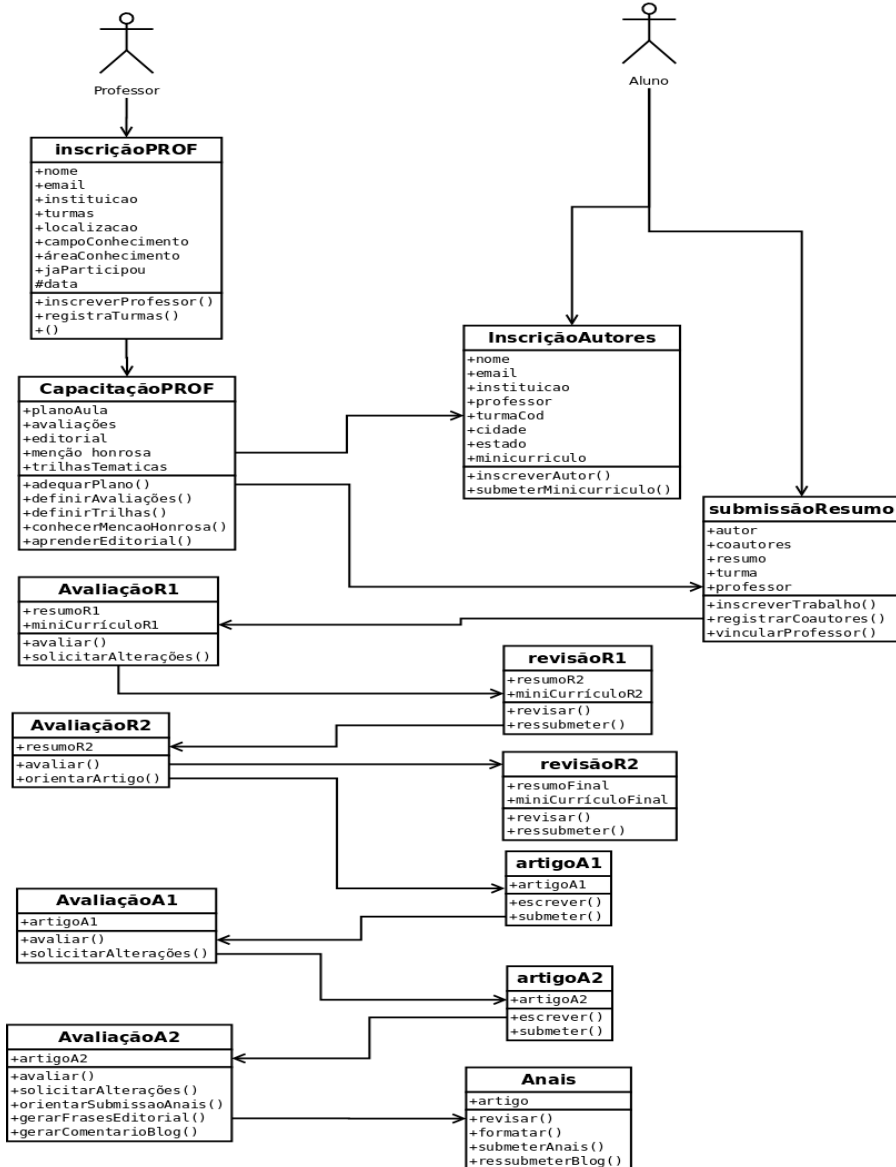 Professor
Aluno
inscriçãoPROF
+nome
+email
+instituicao
+turmas
+localizacao
+campoConhecimento
+áreaConhecimento
+jaParticipou
#data
+inscreverProfessor()
+registraTurmas()
+()
InscriçãoAutores
+nome
+email
+instituicao
+professor
+turmaCod
+cidade
+estado
+minicurriculo
+inscreverAutor()
+submeterMinicurriculo()
CapacitaçãoPROF
+planoAula
+avaliações
+editorial
+menção honrosa
+trilhasTematicas
+adequarPlano()
+definirAvaliações()
+definirTrilhas()
+conhecerMencaoHonrosa()
+aprenderEditorial()
submissãoResumo
+autor
+coautores
+resumo
+turma
+professor
+inscreverTrabalho()
+registrarCoautores()
+vincularProfessor()
AvaliaçãoR1
+resumoR1
+miniCurrículoR1
+avaliar()
+solicitarAlterações()
revisãoR1
+resumoR2
+miniCurrículoR2
+revisar()
+ressubmeter()
AvaliaçãoR2
+resumoR2
+avaliar()
+orientarArtigo()
revisãoR2
+resumoFinal
+miniCurrículoFinal
+revisar()
+ressubmeter()
artigoA1
+artigoA1
+escrever()
+submeter()
AvaliaçãoA1
+artigoA1
+avaliar()
+solicitarAlterações()
artigoA2
+artigoA2
+escrever()
+submeter()
AvaliaçãoA2
+artigoA2
+avaliar()
+solicitarAlterações()
+orientarSubmissaoAnais()
+gerarFrasesEditorial()
+gerarComentarioBlog()
Anais
+artigo
+revisar()
+formatar()
+submeterAnais()
+ressubmeterBlog()